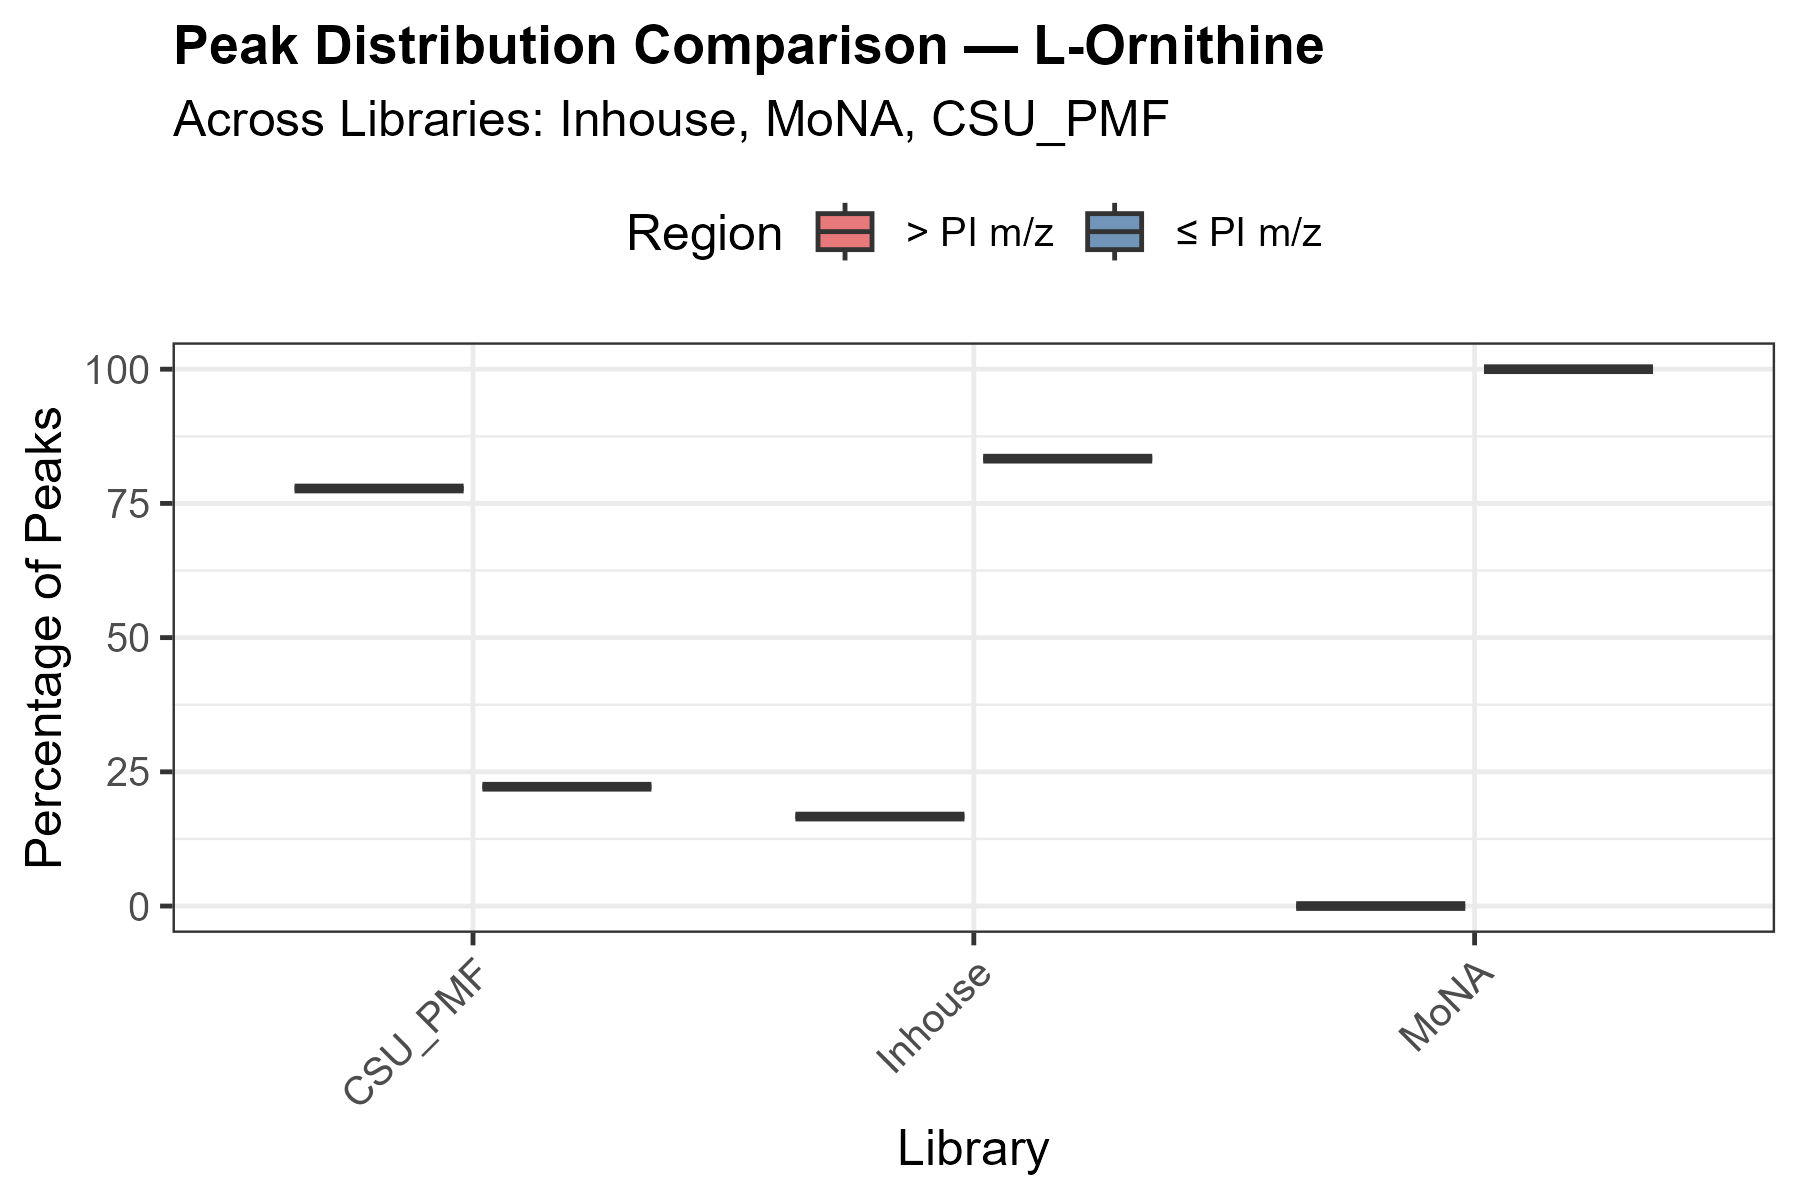 Peak Distribution Comparison — L-Ornithine
Across Libraries: Inhouse, MoNA, CSU_PMF
Region > PI m/z ≤ PI m/z
Percentage of Peaks
100
75
50
25
0
CSU_PMF
Inhouse
MoNA
Library